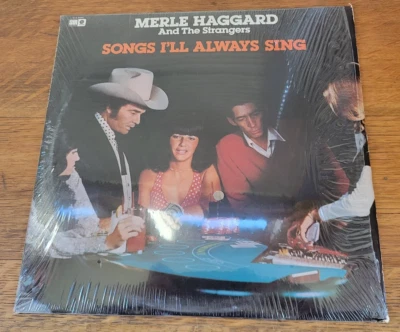 MERLE HAGGARD
And The Strangers
SONGS I'LL ALWAYS SING